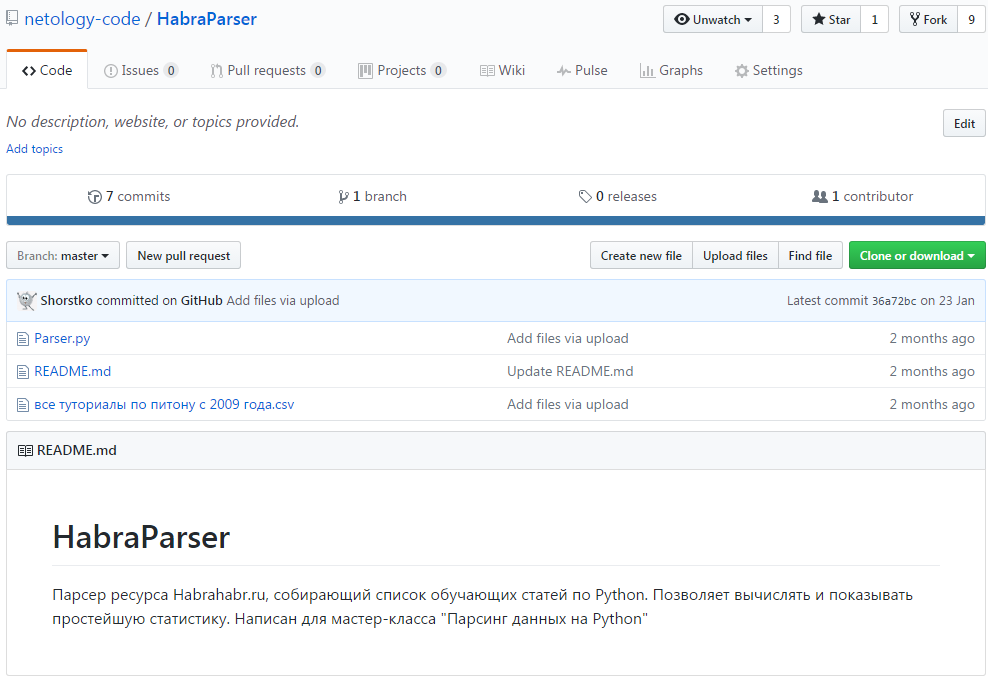 netology-code / HabraParser
Unwatch 3 Star 1 Fork 9
Code Issues 0 Pull requests 0 Projects 0 Wiki Pulse Graphs Settings
No description, website, or topics provided. Edit
Add topics
7 commits 1 branch 0 releases 1 contributor
Branch: master New pull request Create new file Upload files Find file Clone or download
Shorstko committed on GitHub Add files via upload Latest commit 36a72bc on 23 Jan
Parser.py Add files via upload 2 months ago
README.md Update README.md 2 months ago
все туториалы по питону с 2009 года.csv Add files via upload 2 months ago
README.md
HabraParser
Парсер ресурса Habrahabr.ru, собирающий список обучающих статей по Python. Позволяет вычислять и показывать
простейшую статистику. Написан для мастер-класса "Парсинг данных на Python"